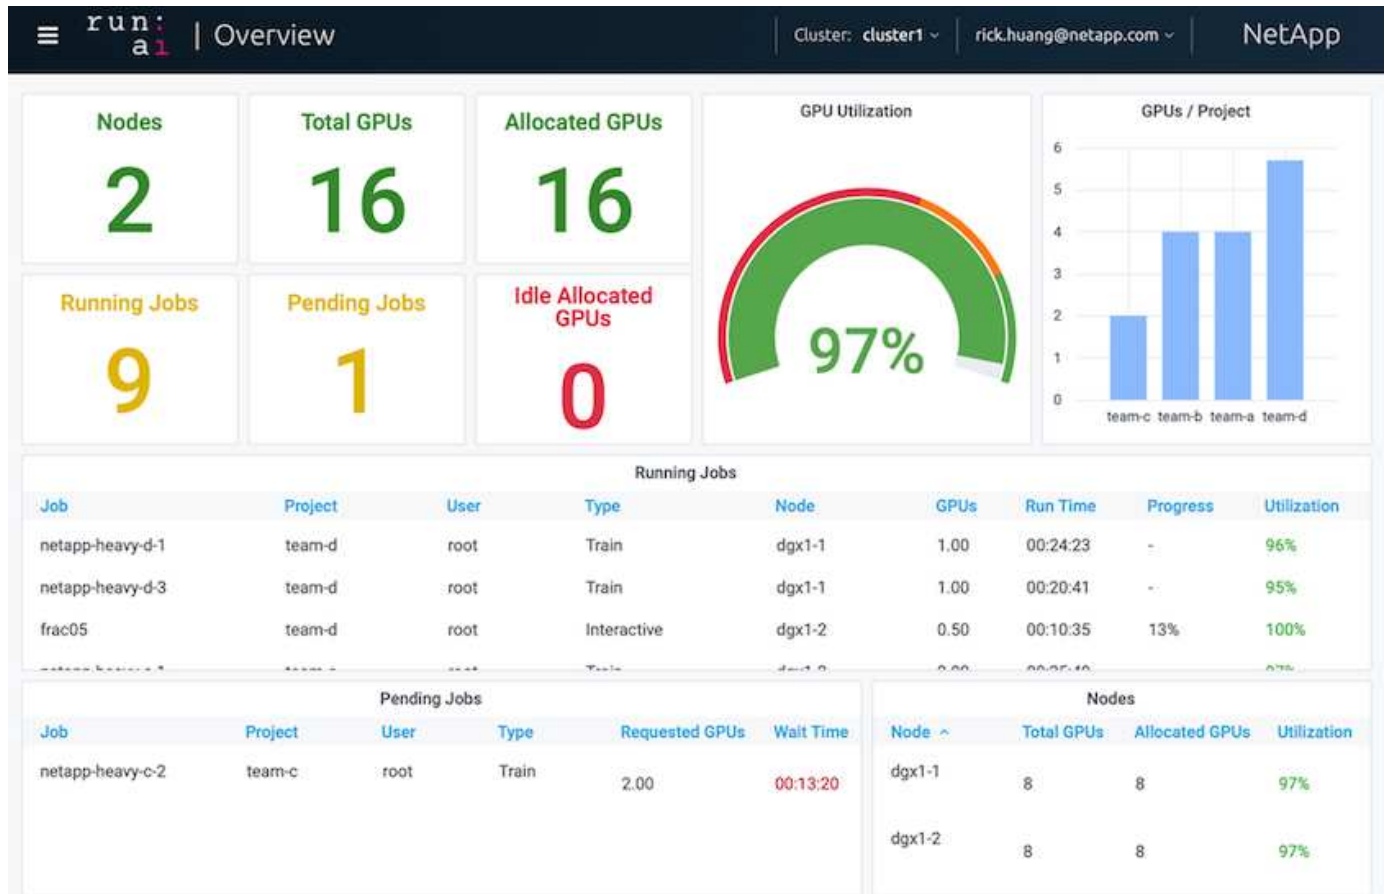 run:
ai | Overview
Cluster: cluster1
rick.huang@netapp.com
NetApp
Nodes
2
Total GPUs
16
Allocated GPUs
16
Running Jobs
9
Pending Jobs
1
Idle Allocated
GPUs
0
GPU Utilization
97%
GPUs / Project
6
5
4
3
2
1
0
team-c team-b team-a team-d
Running Jobs
Job Project User Type Node GPUs Run Time Progress Utilization
netapp-heavy-d-1 team-d root Train dgx1-1 1.00 00:24:23 - 96%
netapp-heavy-d-3 team-d root Train dgx1-1 1.00 00:20:41 - 95%
frac05 team-d root Interactive dgx1-2 0.50 00:10:35 13% 100%
Pending Jobs
Job Project User Type Requested GPUs Wait Time
netapp-heavy-c-2 team-c root Train 2.00 00:13:20
Nodes
Node Total GPUs Allocated GPUs Utilization
dgx1-1 8 8 97%
dgx1-2 8 8 97%